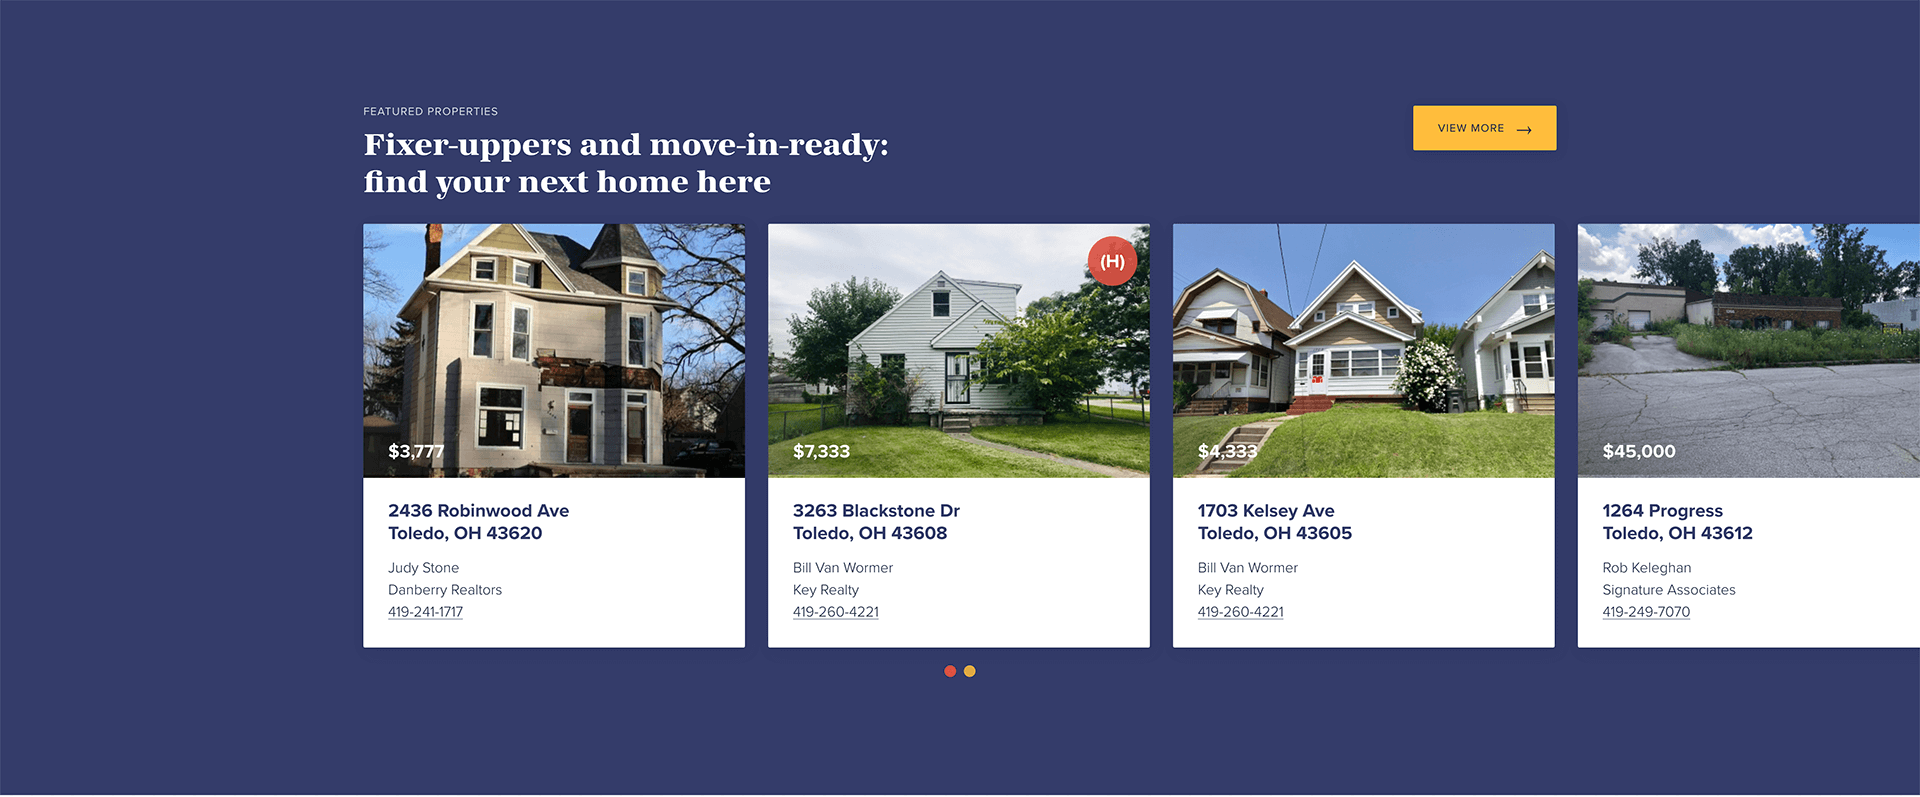 FEATURED PROPERTIES
Fixer-uppers and move-in-ready:
find your next home here
VIEW MORE
$3,777
2436 Robinwood Ave
Toledo, OH 43620
Judy Stone
Danberry Realtors
419-241-1717
(H)
$7,333
3263 Blackstone Dr
Toledo, OH 43608
Bill Van Wormer
Key Realty
419-260-4221
$4,333
1703 Kelsey Ave
Toledo, OH 43605
Bill Van Wormer
Key Realty
419-260-4221
$45,000
1264 Progress
Toledo, OH 43612
Rob Keleghan
Signature Associates
419-249-7070